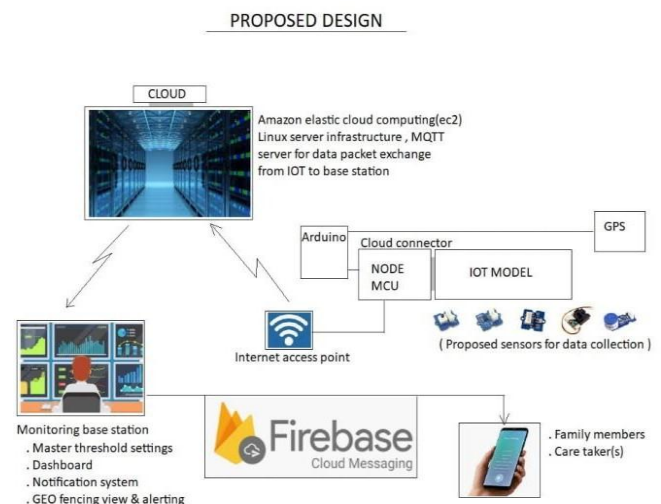 PROPOSED DESIGN
CLOUD
Amazon elastic cloud computing(ec2)
Linux server infrastructure , MQTT
server for data packet exchange
from IOT to base station
GPS
Arduino
Cloud connector
NODE
MCU
IOT MODEL
( Proposed sensors for data collection )
Internet access point
Monitoring base station
. Master threshold settings
. Dashboard
. Notification system
. GEO fencing view & alerting
Firebase
Cloud Messaging
. Family members
. Care taker(s)